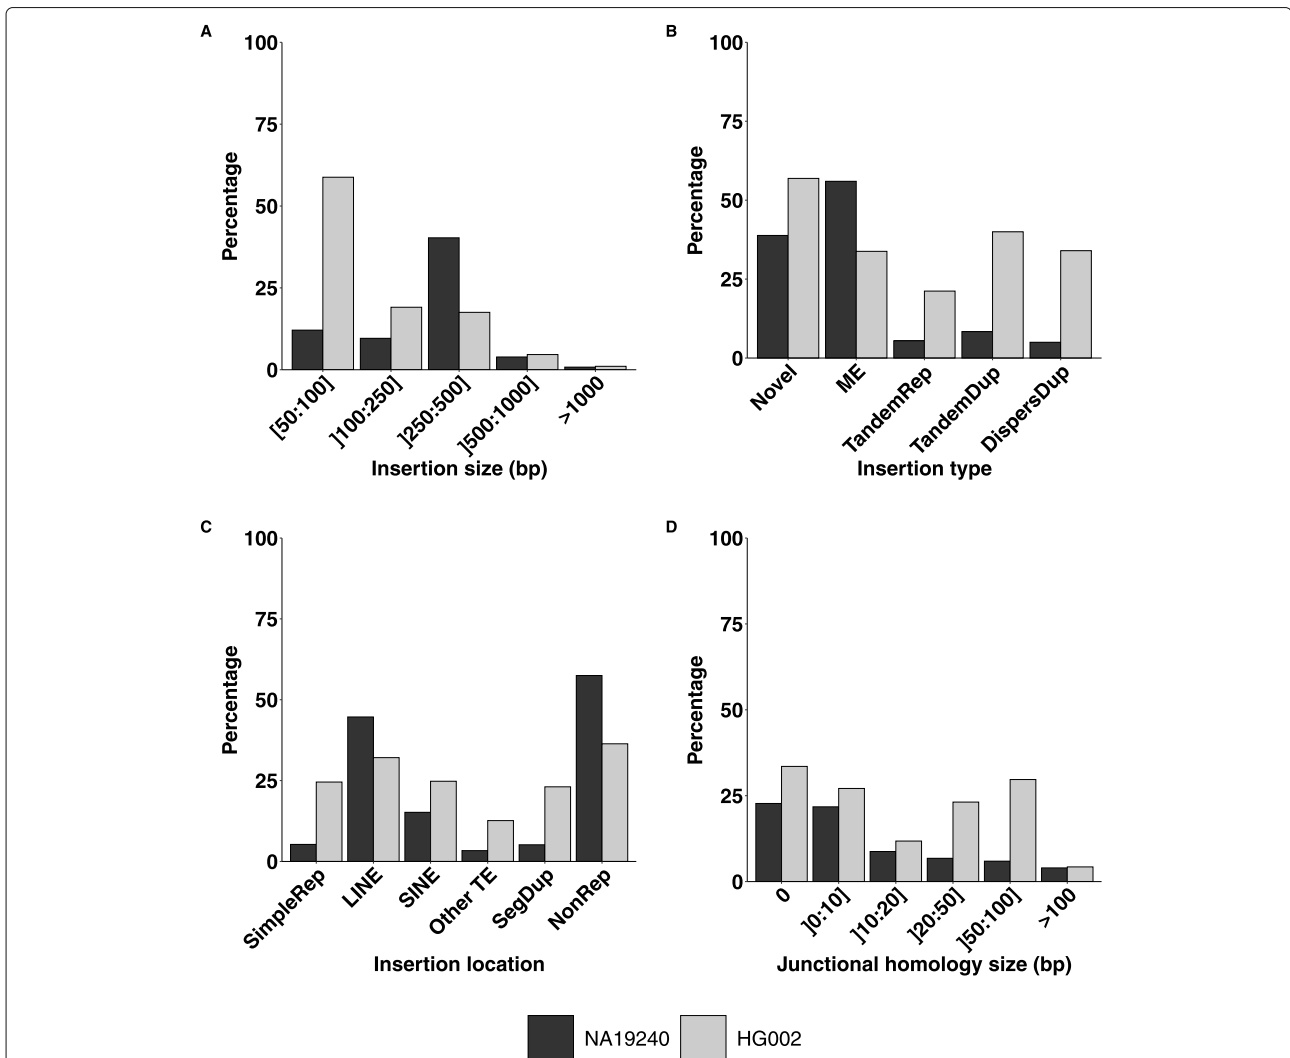 A
100
75
50
25
0
Percentage
[50:100]
]100:250]
]250:500]
]500:1000]
>1000
Insertion size (bp)
B
100
75
50
25
0
Percentage
Novel
ME
TandemRep
TandemDup
DispersDup
Insertion type
C
100
75
50
25
0
Percentage
SimpleRep
LINE
SINE
Other TE
SegDup
NonRep
Insertion location
D
100
75
50
25
0
Percentage
0
]0:10]
]10:20]
]20:50]
]50:100]
>100
Junctional homology size (bp)
NA19240
HG002